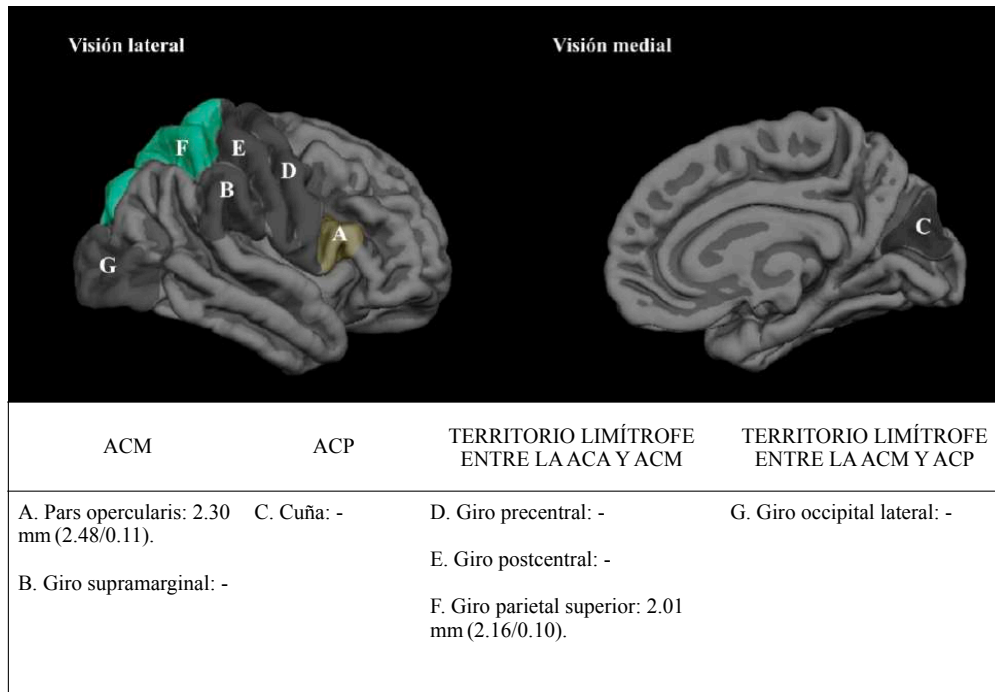 Visión lateral
Visión medial
F
E
D
B
A
G
C
ACM
ACP
TERRITORIO LIMÍTROFE
ENTRE LA ACA Y ACM
TERRITORIO LIMÍTROFE
ENTRE LA ACM Y ACP
A. Pars opercularis: 2.30
mm (2.48/0.11).
B. Giro supramarginal: -
C. Cuña: -
D. Giro precentral: -
E. Giro postcentral: -
F. Giro parietal superior: 2.01
mm (2.16/0.10).
G. Giro occipital lateral: -